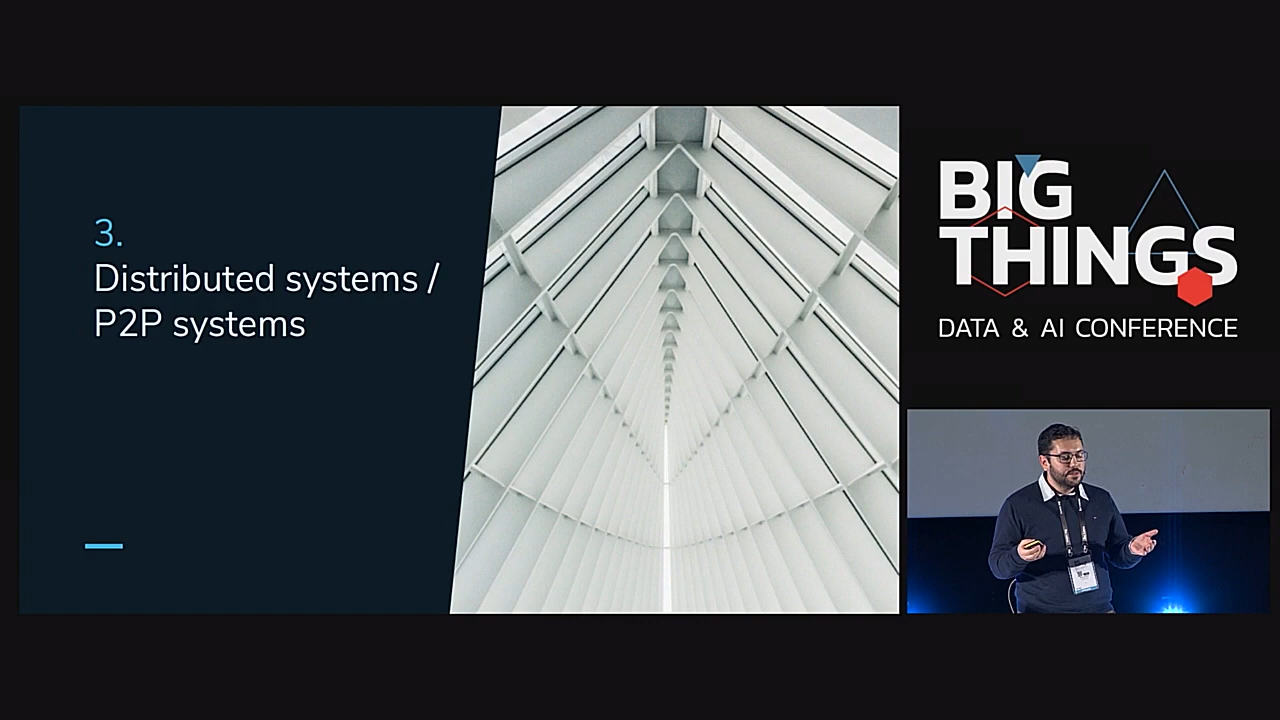 3.
Distributed systems /
P2P systems
BIG
THINGS
DATA & AI CONFERENCE